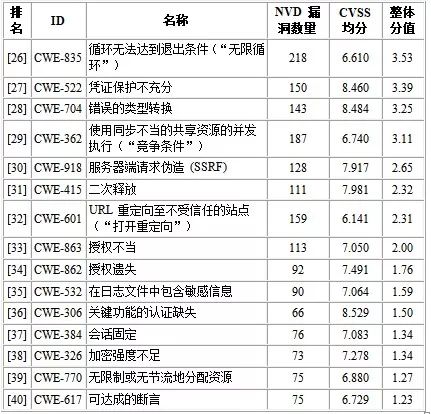 排名 ID 名称 NVD 漏洞数量 CVSS 均分 整体分值
[26] CWE-835 循环无法达到退出条件(“无限循环”) 218 6.610 3.53
[27] CWE-522 凭证保护不充分 150 8.460 3.39
[28] CWE-704 错误的类型转换 143 8.484 3.25
[29] CWE-362 使用同步不当的共享资源的并发执行(“竞争条件”) 187 6.740 3.11
[30] CWE-918 服务器端请求伪造 (SSRF) 128 7.917 2.65
[31] CWE-415 二次释放 111 7.981 2.32
[32] CWE-601 URL 重定向至不受信任的站点(“打开重定向”) 159 6.141 2.31
[33] CWE-863 授权不当 113 7.050 2.00
[34] CWE-862 授权遗失 92 7.491 1.76
[35] CWE-532 在日志文件中包含敏感信息 90 7.064 1.59
[36] CWE-306 关键功能的认证缺失 66 8.529 1.50
[37] CWE-384 会话固定 76 7.083 1.34
[38] CWE-326 加密强度不足 73 7.278 1.34
[39] CWE-770 无限制或无节流地分配资源 75 6.880 1.27
[40] CWE-617 可达成的断言 75 6.729 1.23